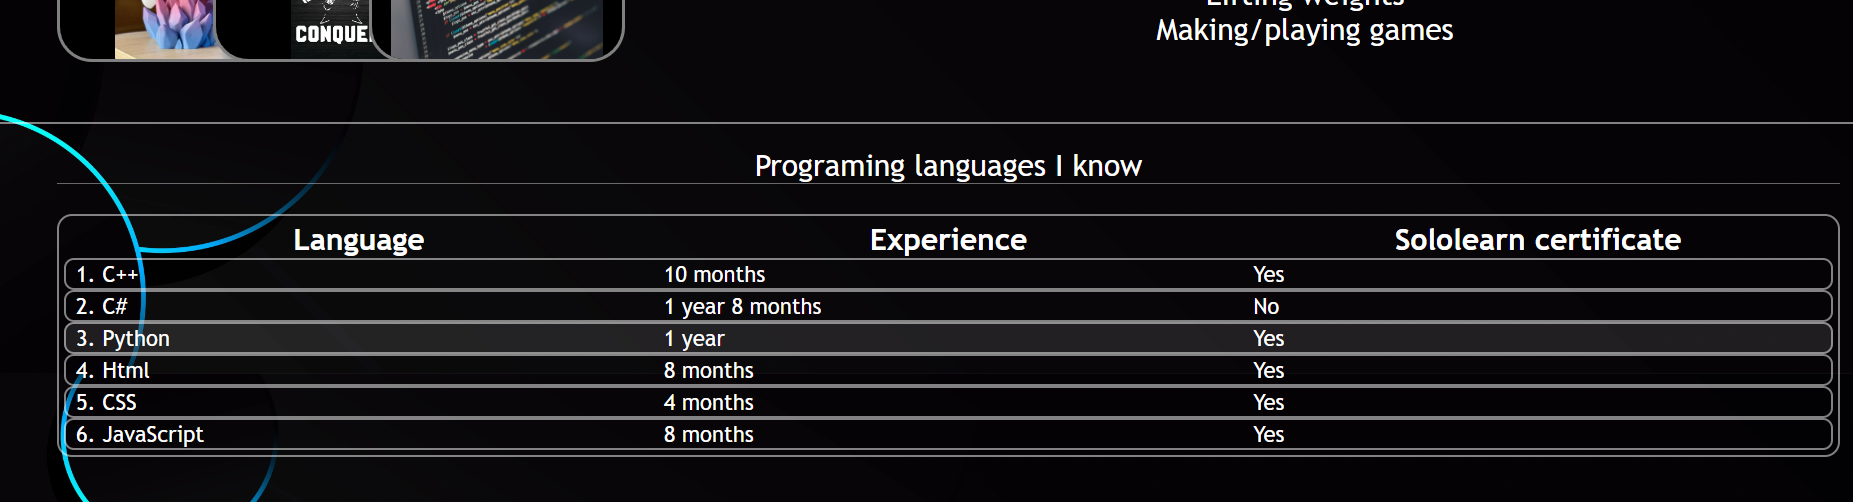 CONQUE
Lifting weights
Making/playing games
Programing languages I know
Language Experience Sololearn certificate
1. C++ 10 months Yes
2. C# 1 year 8 months No
3. Python 1 year Yes
4. Html 8 months Yes
5. CSS 4 months Yes
6. JavaScript 8 months Yes